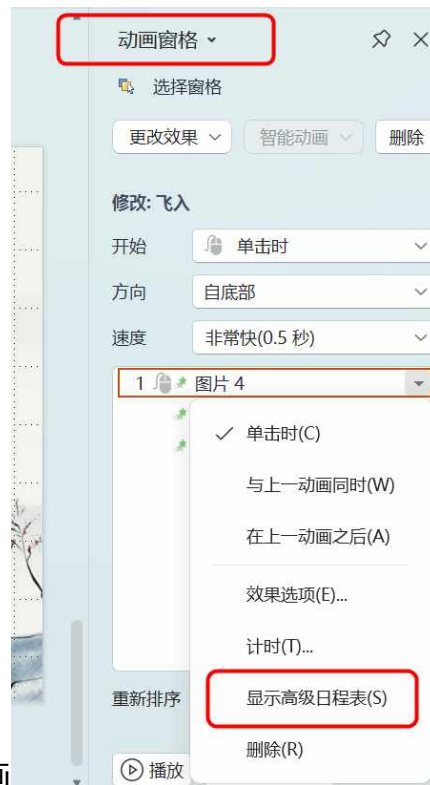 动画窗格
选择窗格
更改效果 智能动画 删除
修改: 飞入
开始 单击时
方向 自底部
速度 非常快(0.5 秒)
1 图片 4
单击时(C)
与上一动画同时(W)
在上一动画之后(A)
效果选项(E)...
计时(T)...
显示高级日程表(S)
重新排序
删除(R)
播放